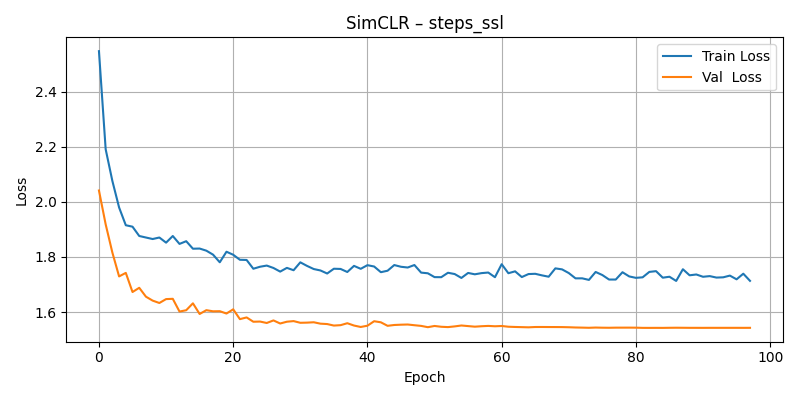 SimCLR – steps_ssl
Train Loss
Val  Loss
2.4
2.2
2.0
1.8
1.6
Loss
0
20
40
60
80
100
Epoch